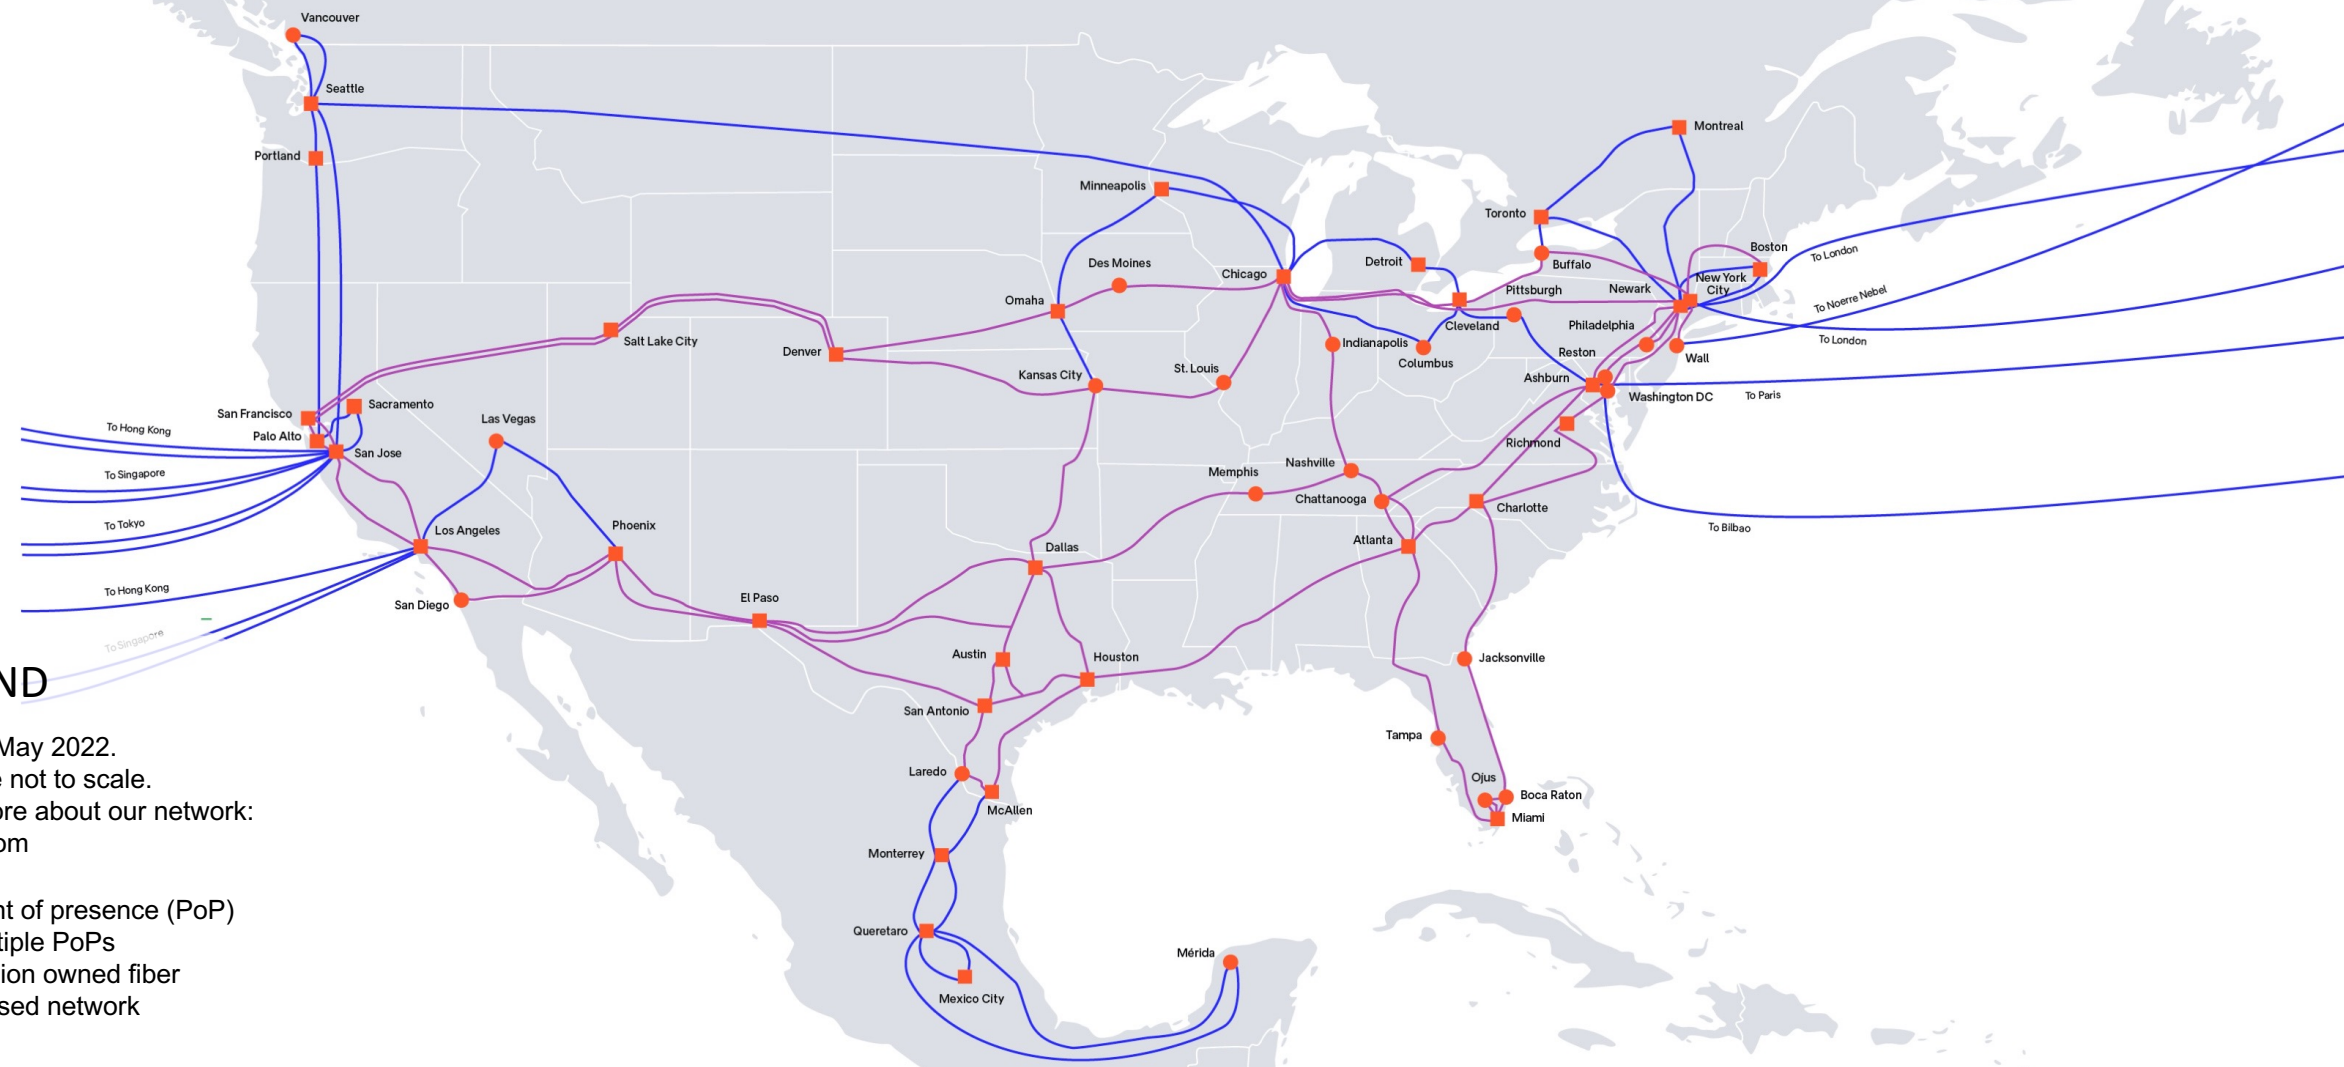 Vancouver
Seattle
Portland
Minneapolis
Montreal
Toronto
Boston
Buffalo
To London
Des Moines
Chicago
Detroit
Pittsburgh
Newark
New York
City
Omaha
To Noerre Nebel
Cleveland
Philadelphia
To London
Salt Lake City
Denver
Indianapolis
Columbus
Reston
Wall
Kansas City
St. Louis
Ashburn
Washington DC
To Paris
San Francisco
Sacramento
Las Vegas
To Hong Kong
Palo Alto
San Jose
Richmond
To Singapore
Memphis
Nashville
Chattanooga
Charlotte
To Tokyo
Los Angeles
Phoenix
Dallas
Atlanta
To Bilbao
To Hong Kong
San Diego
El Paso
To Singapore
Austin
Houston
Jacksonville
San Antonio
Tampa
Laredo
McAllen
Ojus
Boca Raton
Miami
Monterrey
Queretaro
Mérida
Mexico City
ND
May 2022.
e not to scale.
ore about our network:
om
nt of presence (PoP)
tiple PoPs
tion owned fiber
sed network